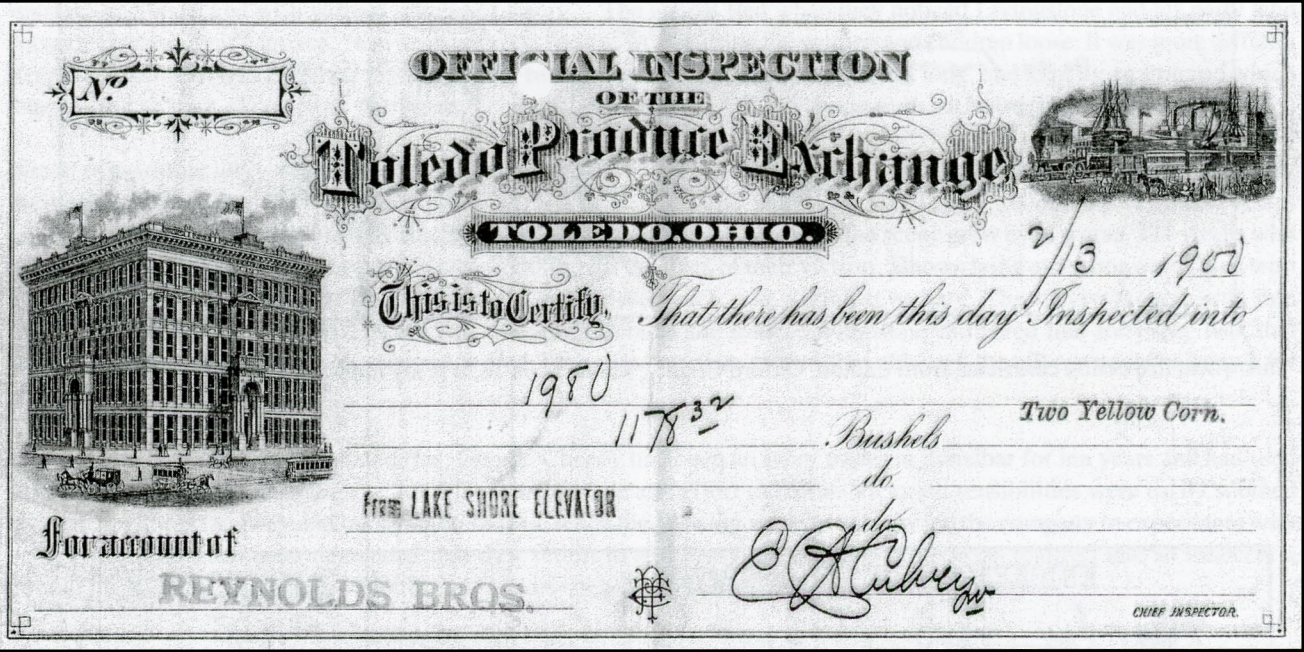 No
OFFICIAL INSPECTION
OF THE
Toledo Produce Exchange
TOLEDO, OHIO.
2/13 1900
This is to Certify, That there has been this day Inspected into
1980
1178 32 Bushels Two Yellow Corn.
do.
From LAKE SHORE ELEVATOR
do.
For account of
REYNOLDS BROS.
CHIEF INSPECTOR.